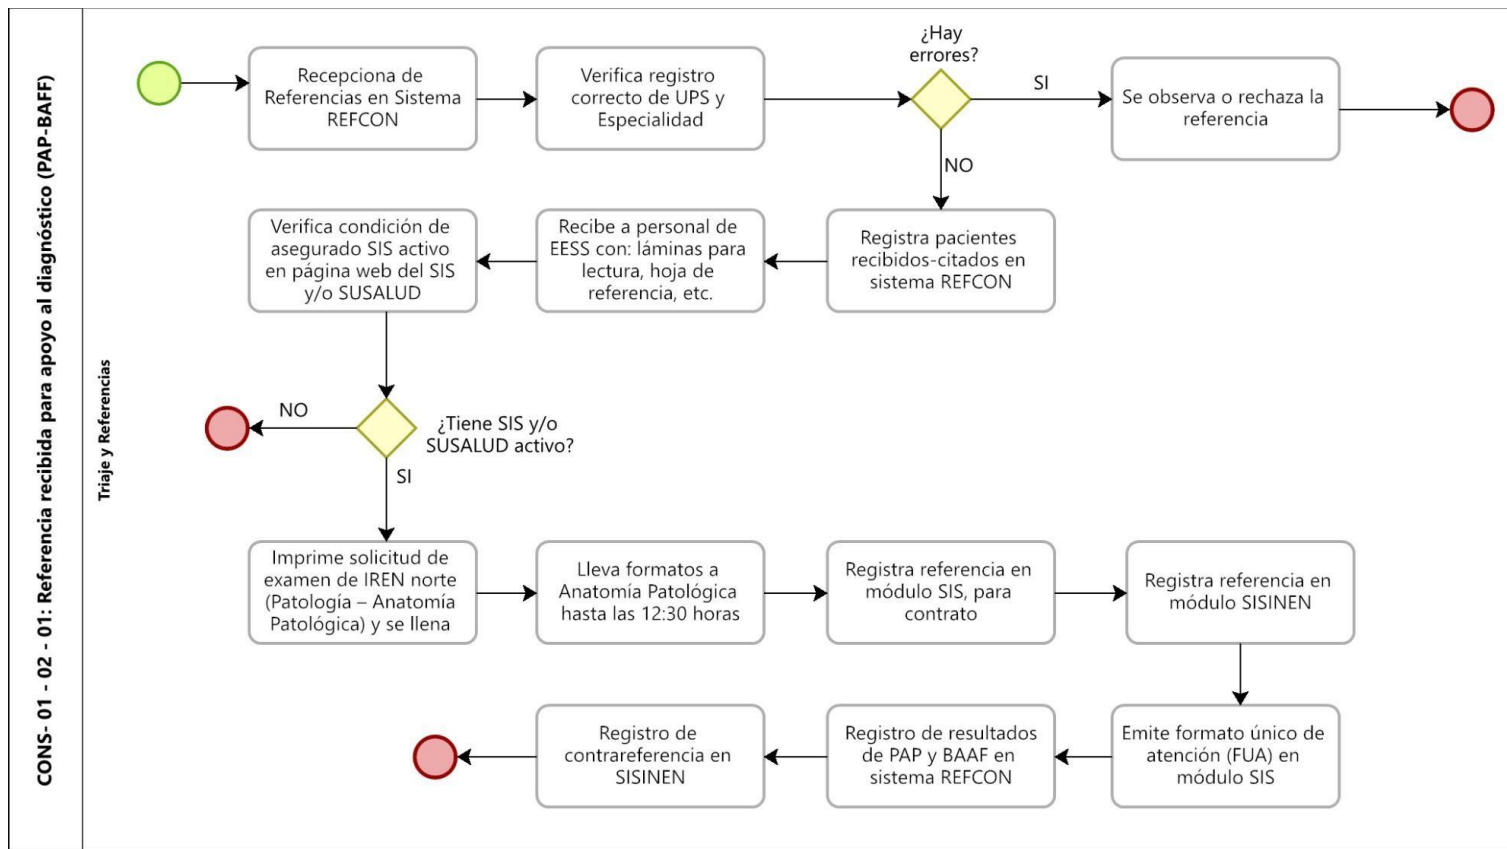 CONS- 01 - 02 - 01: Referencia recibida para apoyo al diagnóstico (PAP-BAFF)
Triaje y Referencias
Recepciona de
Referencias en Sistema
REFCON
Verifica registro
correcto de UPS y
Especialidad
¿Hay
errores?
SI
Se observa o rechaza la
referencia
NO
Registra pacientes
recibidos-citados en
sistema REFCON
Recibe a personal de
EESS con: láminas para
lectura, hoja de
referencia, etc.
Verifica condición de
asegurado SIS activo
en página web del SIS
y/o SUSALUD
¿Tiene SIS y/o
SUSALUD activo?
NO
SI
Imprime solicitud de
examen de IREN norte
(Patología – Anatomía
Patológica) y se llena
Lleva formatos a
Anatomía Patológica
hasta las 12:30 horas
Registra referencia en
módulo SIS, para
contrato
Registra referencia en
módulo SISINEN
Emite formato único de
atención (FUA) en
módulo SIS
Registro de resultados
de PAP y BAAF en
sistema REFCON
Registro de
contrareferencia en
SISINEN